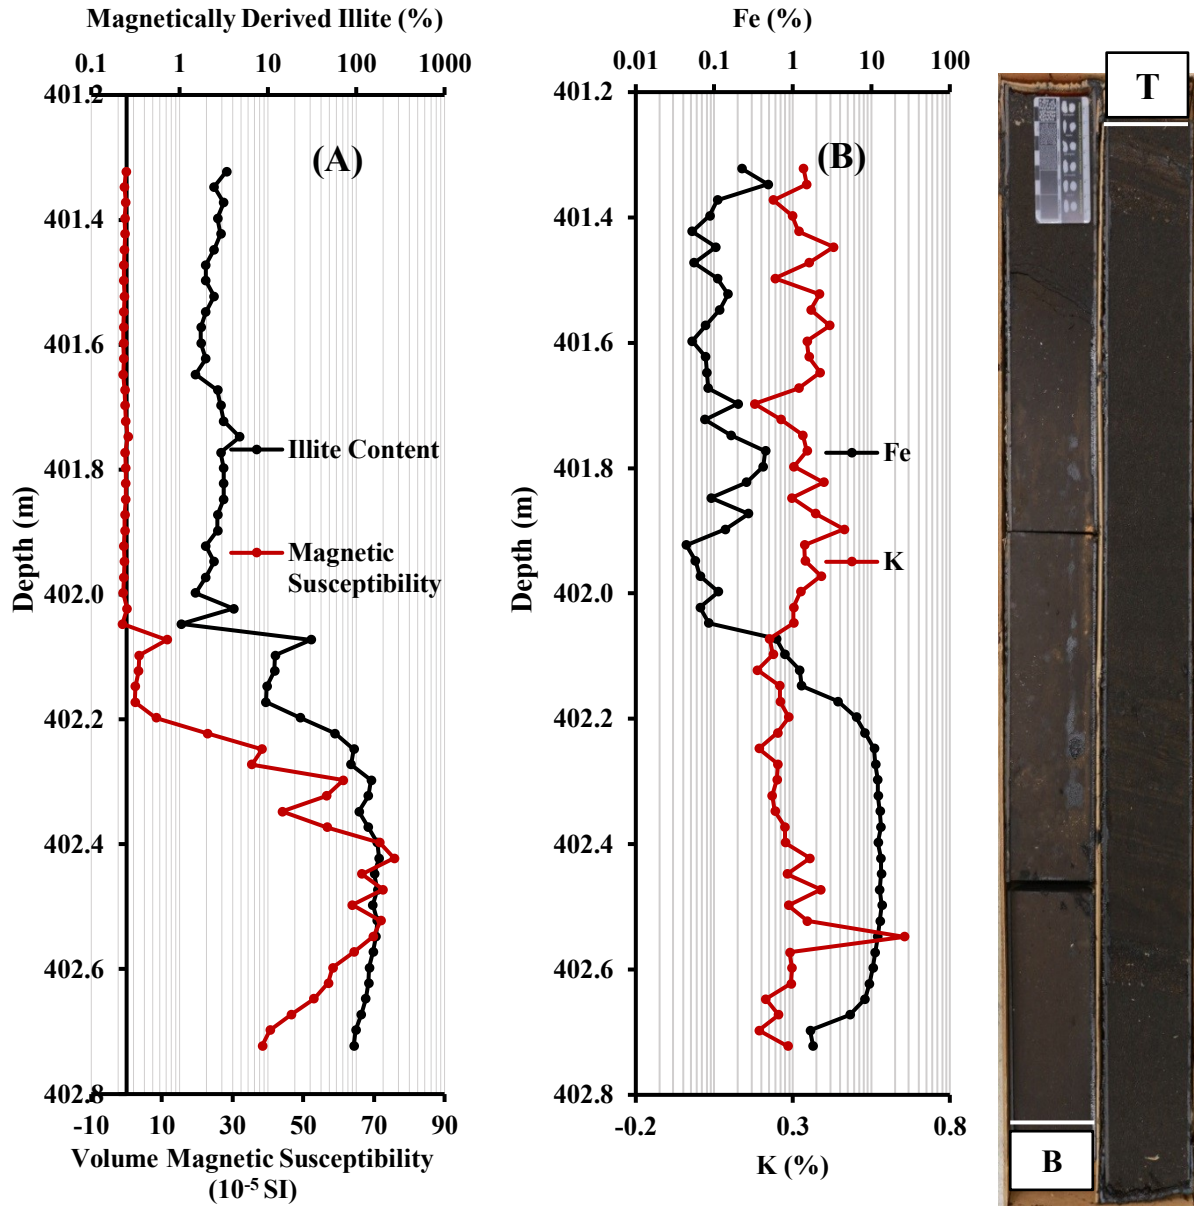 Magnetically Derived Illite (%)
0.1 1 10 100 1000
401.2
401.4
401.6
401.8
402.0
402.2
402.4
402.6
402.8
Depth (m)
(A)
Illite Content
Magnetic
Susceptibility
-10 10 30 50 70 90
Volume Magnetic Susceptibility
(10⁻⁵ SI)
Fe (%)
0.01 0.1 1 10 100
401.2
401.4
401.6
401.8
402.0
402.2
402.4
402.6
402.8
Depth (m)
(B)
Fe
K
-0.2 0.3 0.8
K (%)
T
B